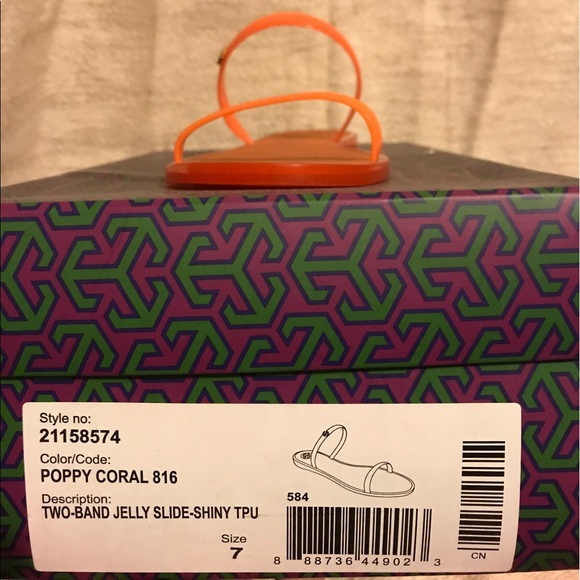 Style no:
21158574
Color/Code:
POPPY CORAL 816
Description:
TWO-BAND JELLY SLIDE-SHINY TPU
Size
7
584
8 88736 44902 3
CN